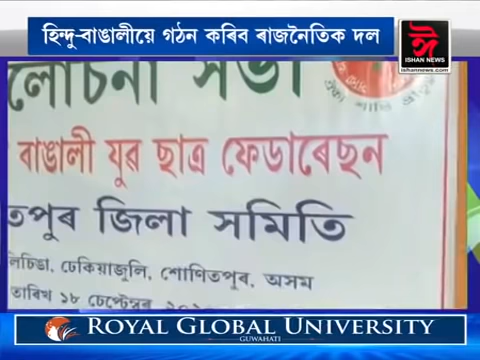 হিন্দু-বাঙালীয়ে গঠন কৰিব ৰাজনৈতিক দল
ঈ
ISHAN NEWS
ishannews.com
লোচনা সভা
বাঙালী যুৱ ছাত্ৰ ফেডাৰেছন
তপুৰ জিলা সমিতি
লিচিঙা, ঢেকিয়াজুলি, শোণিতপুৰ, অসম
তাৰিখ ১৮ চেপ্টেম্বৰ,
ROYAL GLOBAL UNIVERSITY
GUWAHATI